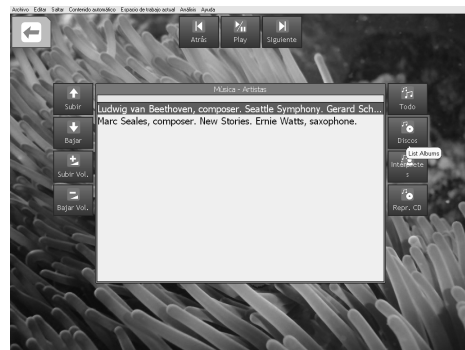 Archivo Editar Saltar Contenido automático Espacio de trabajo actual Análisis Ayuda
Atrás Play Siguiente
Música - Artistas
Subir
Bajar
Subir Vol.
Bajar Vol.
Ludwig van Beethoven, composer. Seattle Symphony. Gerard Sch...
Marc Seales, composer. New Stories. Ernie Watts, saxophone.
Todo
Discos
List Albums
Intérprete
s
Repr. CD